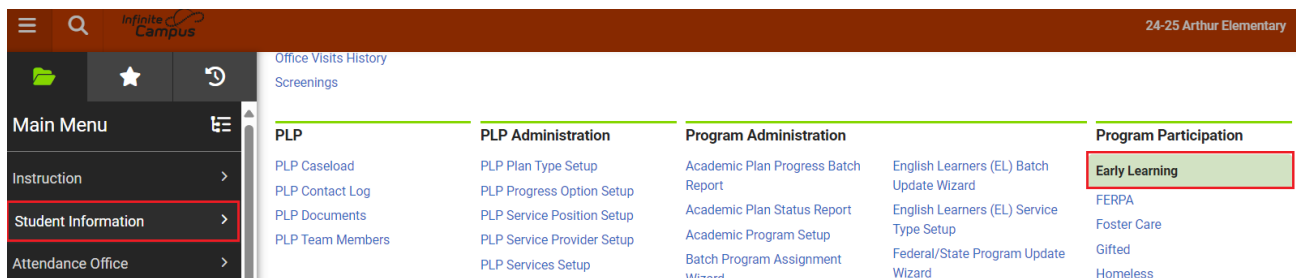 Infinite
Campus
24-25 Arthur Elementary
Office Visits History
Screenings
Main Menu
Instruction
Student Information
Attendance Office
PLP
PLP Caseload
PLP Contact Log
PLP Documents
PLP Team Members
PLP Administration
PLP Plan Type Setup
PLP Progress Option Setup
PLP Service Position Setup
PLP Service Provider Setup
PLP Services Setup
Program Administration
Academic Plan Progress Batch
Report
Academic Plan Status Report
Academic Program Setup
Batch Program Assignment
Wizard
English Learners (EL) Batch
Update Wizard
English Learners (EL) Service
Type Setup
Federal/State Program Update
Wizard
Program Participation
Early Learning
FERPA
Foster Care
Gifted
Homeless